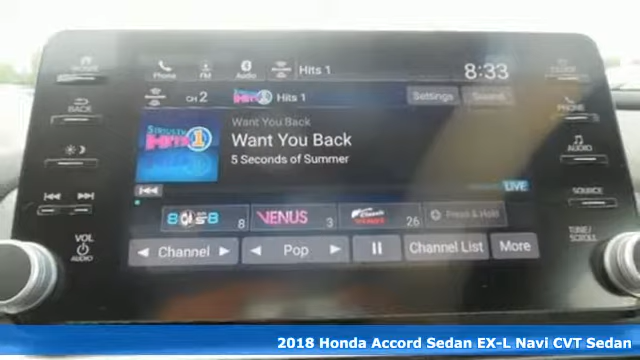 HOME
Phone
FM
Audio
Hits 1
8:33
BACK
PHONE
CH 2
Hits 1
Settings
Sound
SIRIUSXM
HITS 1
Want You Back
Want You Back
5 Seconds of Summer
AUDIO
LIVE
SOURCE
VOL
AUDIO
8
VENUS
3
26
Press & Hold
TUNE/
SCROLL
Channel
Pop
Channel List
More
2018 Honda Accord Sedan EX-L Navi CVT Sedan